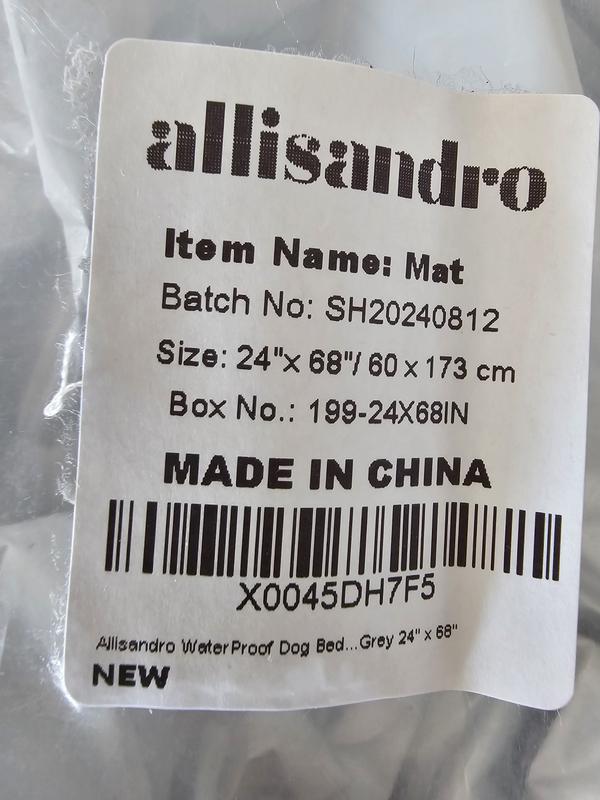 allisandro
Item Name: Mat
Batch No: SH20240812
Size: 24"x 68"/ 60 x 173 cm
Box No.: 199-24X68IN
MADE IN CHINA
X0045DH7F5
Allisandro WaterProof Dog Bed...Grey 24" x 68"
NEW